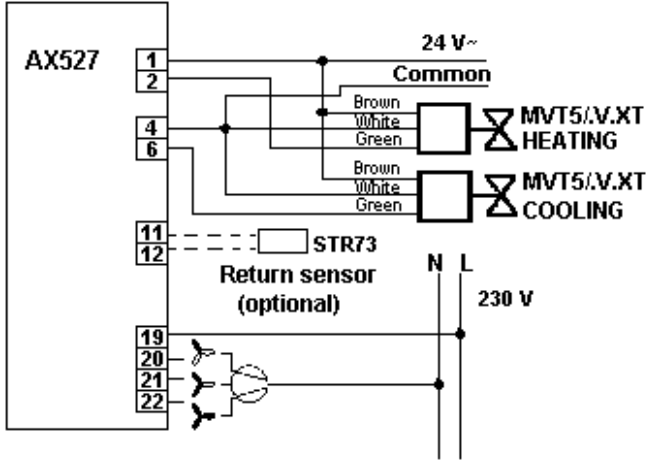 AX527
1
2
4
6
11
12
19
20
21
22
24 V~
Common
Brown
White
Green
MVT5/.V.XT
HEATING
Brown
White
Green
MVT5/.V.XT
COOLING
STR73
Return sensor
(optional)
N L
230 V